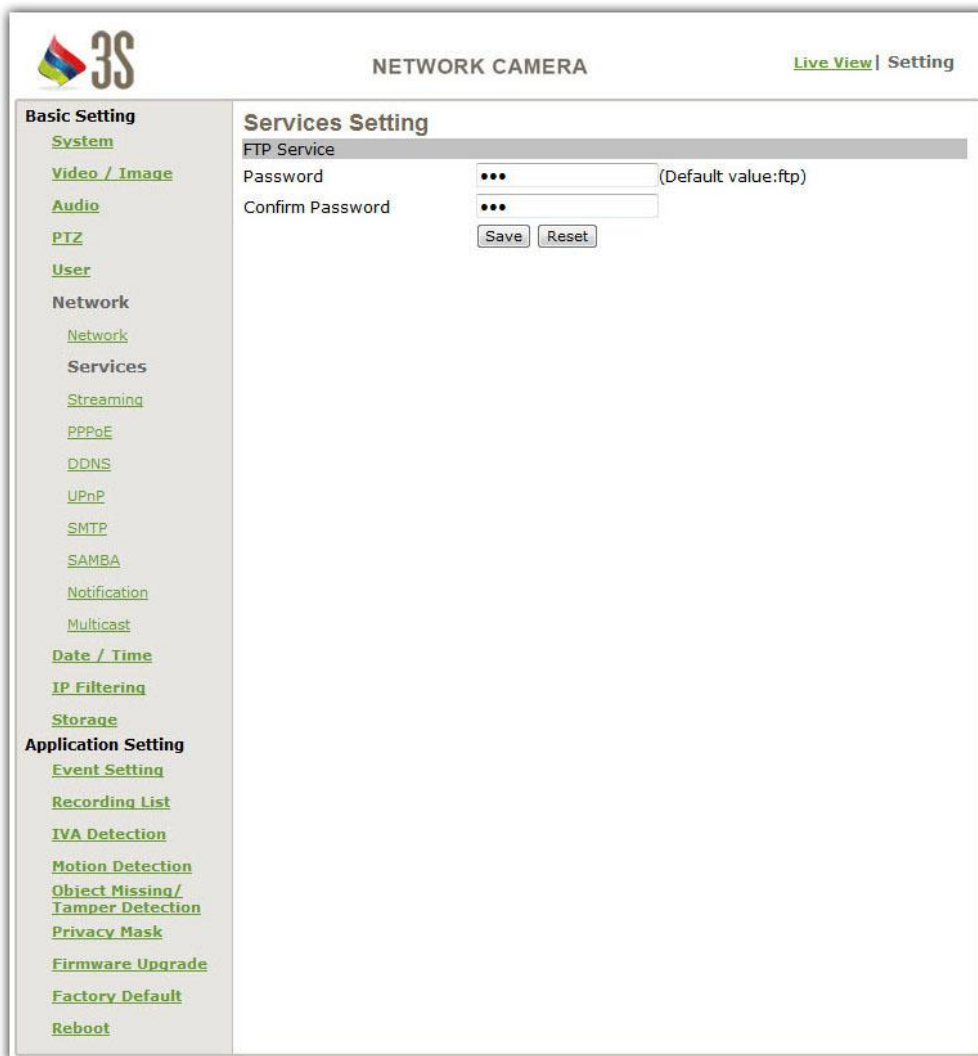 3S
NETWORK CAMERA
Live View| Setting
Basic Setting
System
Video / Image
Audio
PTZ
User
Network
Network
Services
Streaming
PPPoE
DDNS
UPnP
SMTP
SAMBA
Notification
Multicast
Date / Time
IP Filtering
Storage
Application Setting
Event Setting
Recording List
IVA Detection
Motion Detection
Object Missing/
Tamper Detection
Privacy Mask
Firmware Upgrade
Factory Default
Reboot
Services Setting
FTP Service
Password ••• (Default value:ftp)
Confirm Password •••
Save Reset